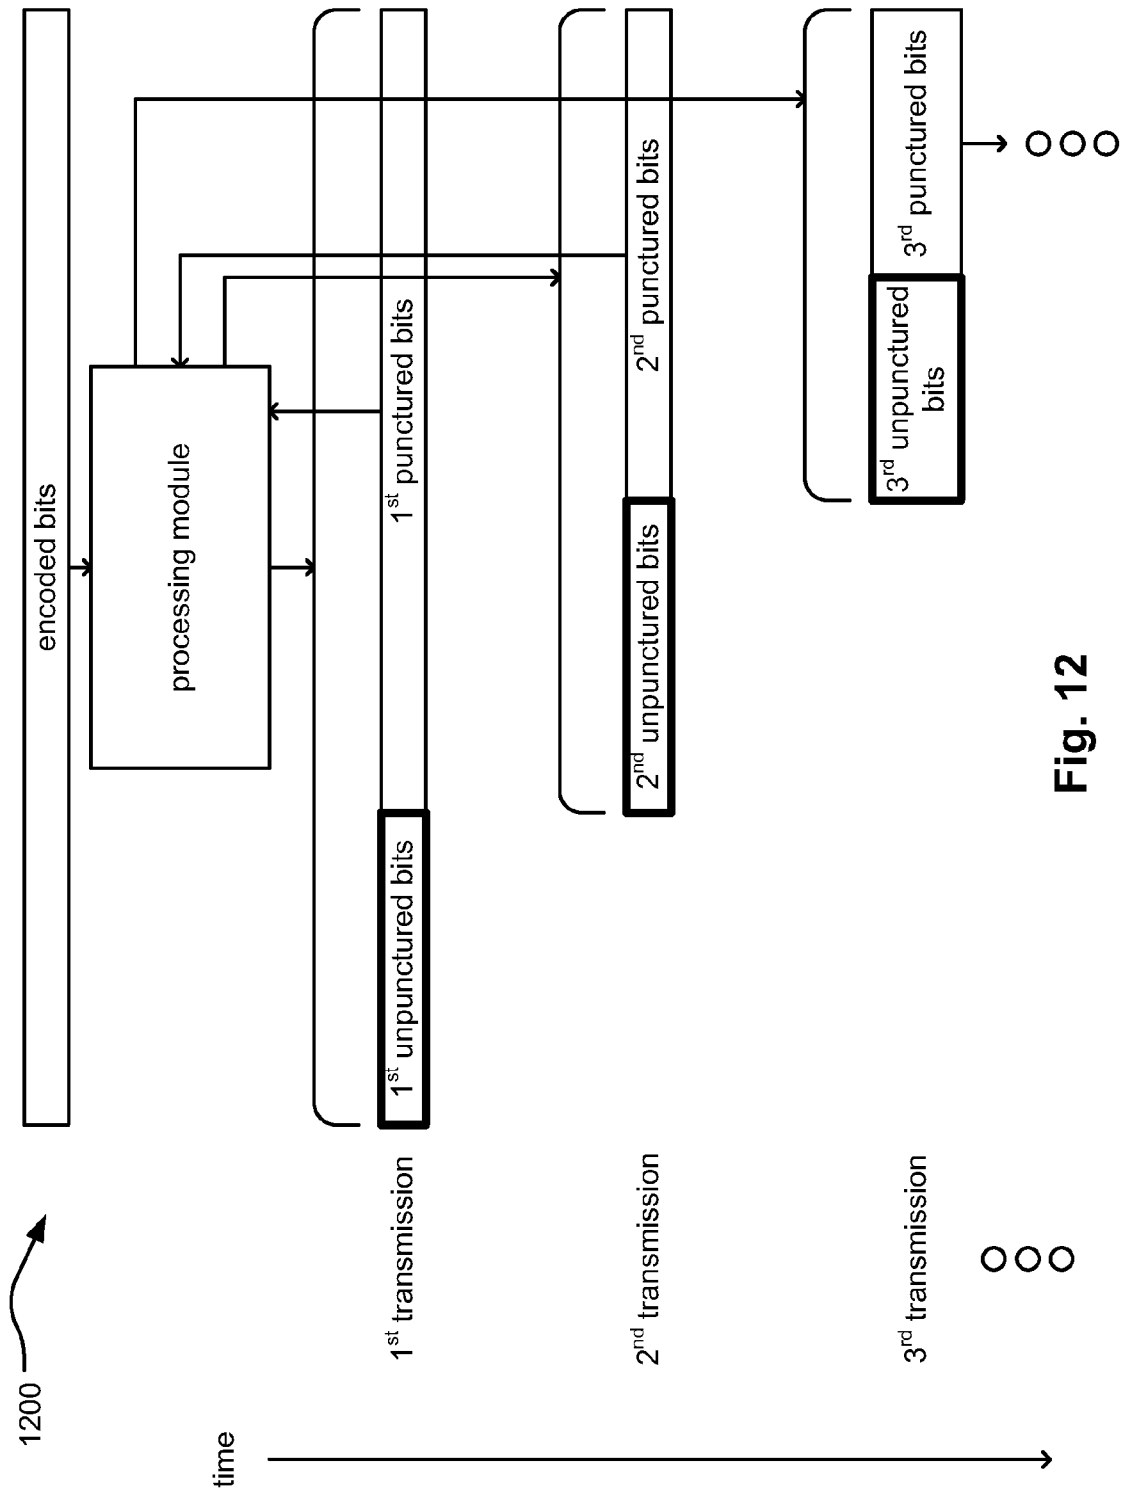 1200
encoded bits
processing module
time
1st transmission
1st unpunctured bits
1st punctured bits
2nd transmission
2nd unpunctured bits
2nd punctured bits
3rd transmission
3rd unpunctured
bits
3rd punctured bits
Fig. 12